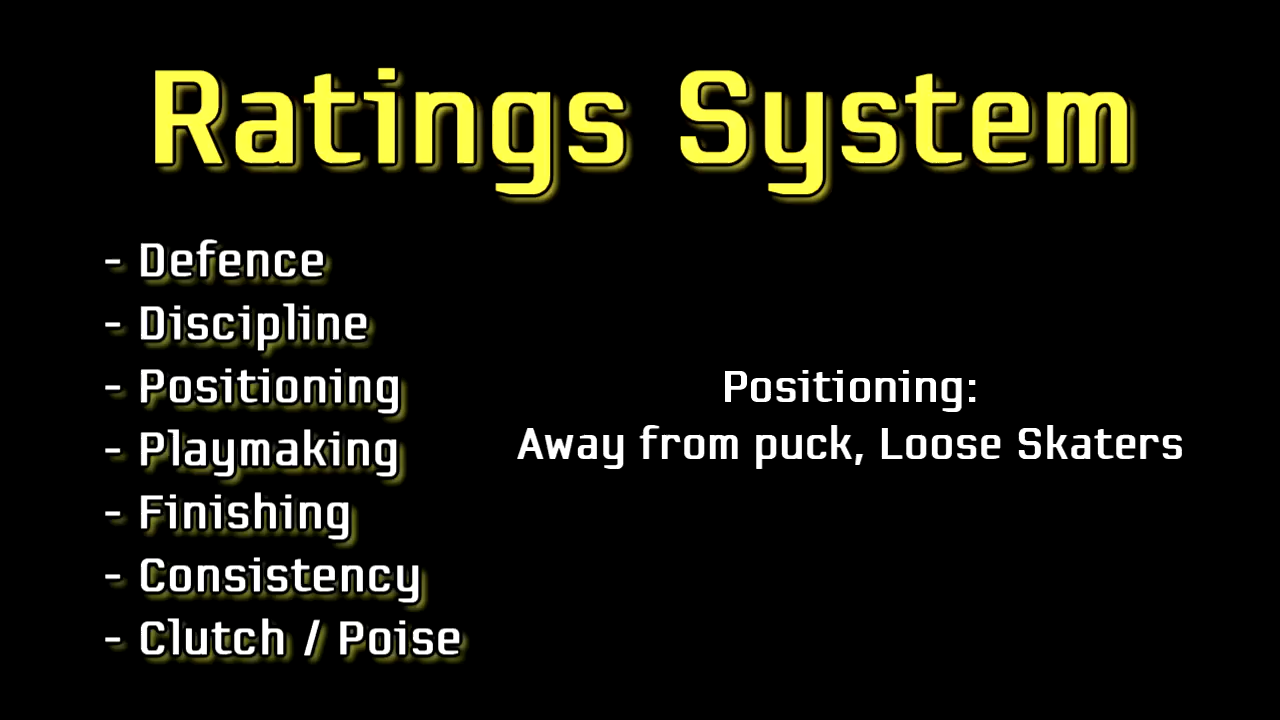 Ratings System
- Defence
- Discipline
- Positioning
- Playmaking
- Finishing
- Consistency
- Clutch / Poise
Positioning:
Away from puck, Loose Skaters